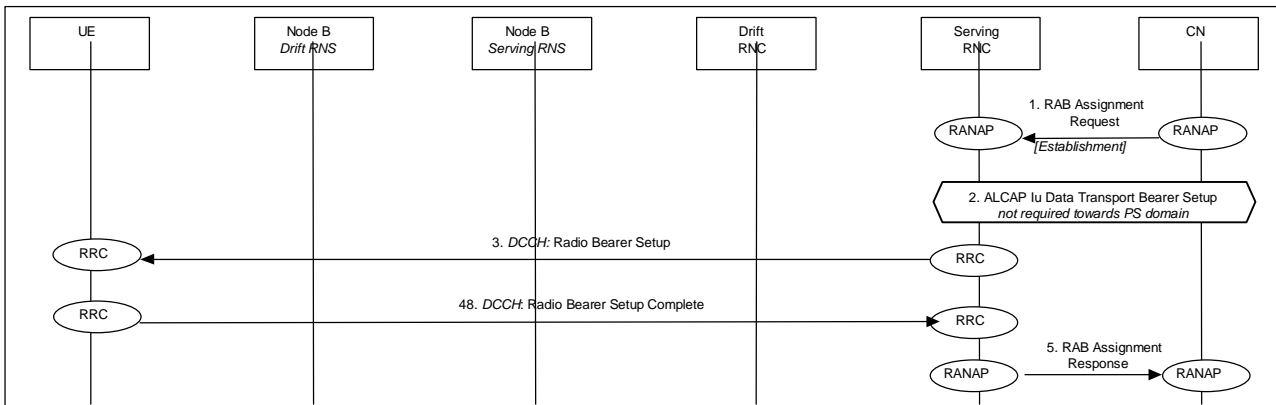 UE
Node B
Drift RNS
Node B
Serving RNS
Drift
RNC
Serving
RNC
CN
1. RAB Assignment
Request
RANAP
RANAP
[Establishment]
2. ALCAP Iu Data Transport Bearer Setup
not required towards PS domain
3. DCCH: Radio Bearer Setup
RRC
RRC
48. DCCH: Radio Bearer Setup Complete
RRC
RRC
5. RAB Assignment
Response
RANAP
RANAP